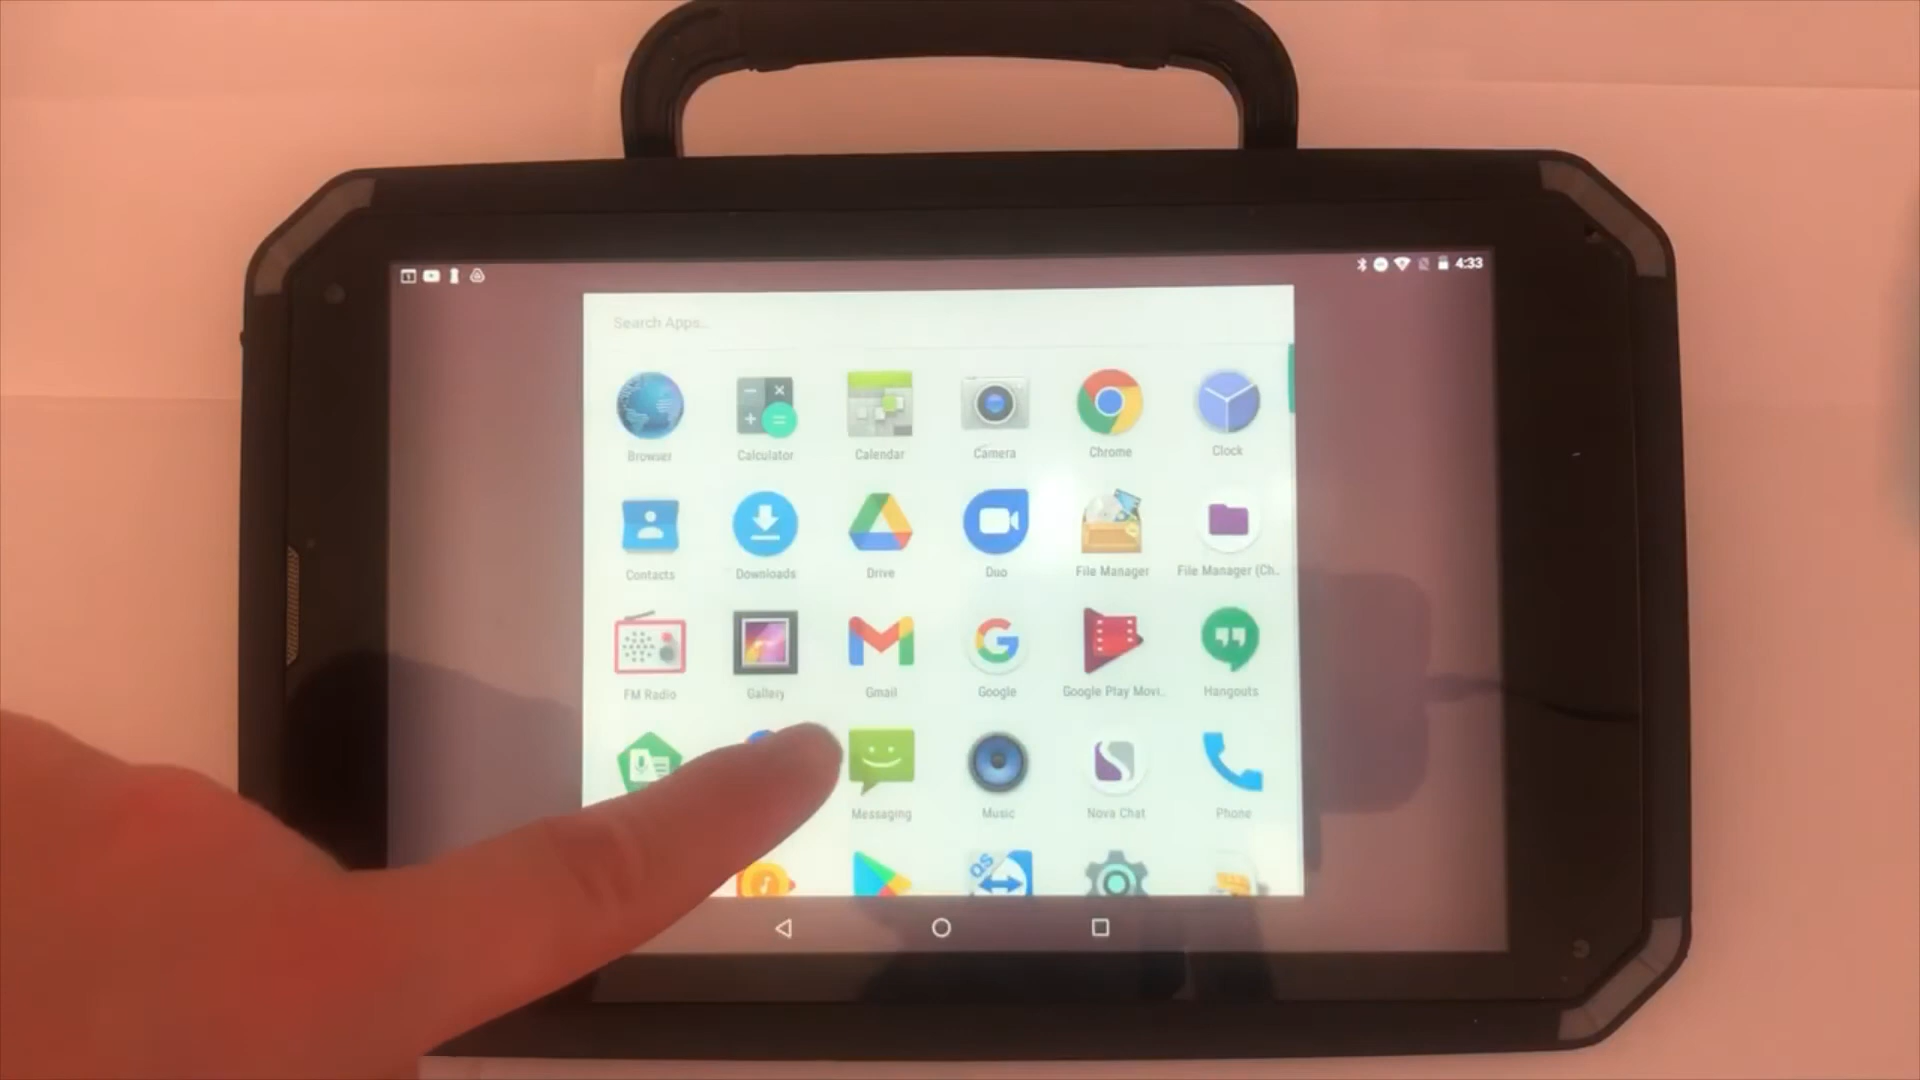 4:33
Search Apps...
Browser Calculator Calendar Camera Chrome Clock
Contacts Downloads Drive Duo File Manager File Manager (Ch..
FM Radio Gallery Gmail Google Google Play Movi.. Hangouts
Messaging Music Nova Chat Phone
QS